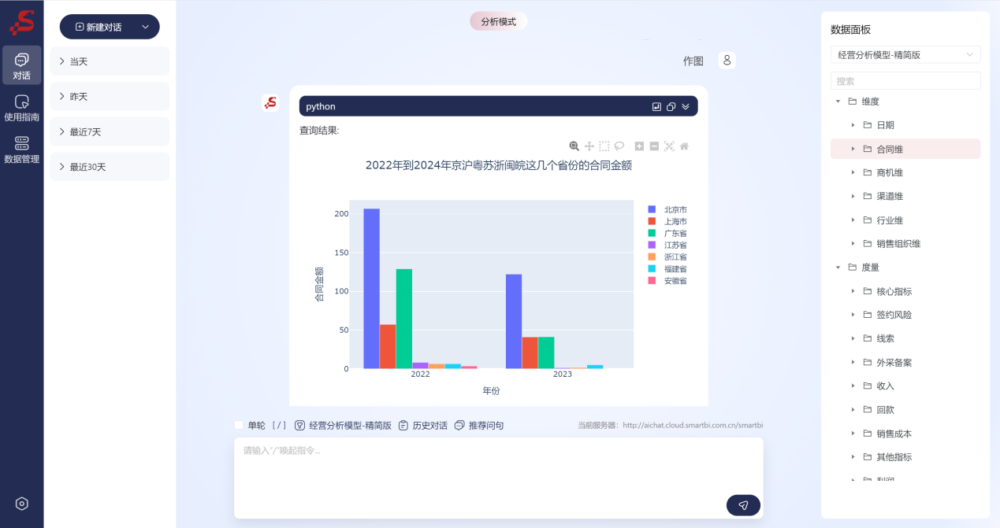 对话
使用指南
数据管理
新建对话
当天
昨天
最近7天
最近30天
分析模式
作图
python
查询结果:
2022年到2024年京沪粤苏浙闽皖这几个省份的合同金额
合同金额
200
150
100
50
0
2022
2023
年份
北京市
上海市
广东省
江苏省
浙江省
福建省
安徽省
单轮 [/] 经营分析模型-精简版 历史对话 推荐问句
当前服务器：http://aichat.cloud.smartbi.com.cn/smartbi
请输入“/”唤起指令...
数据面板
经营分析模型-精简版
搜索
维度
日期
合同维
商机维
渠道维
行业维
销售组织维
度量
核心指标
签约风险
线索
外采备案
收入
回款
销售成本
其他指标
利润